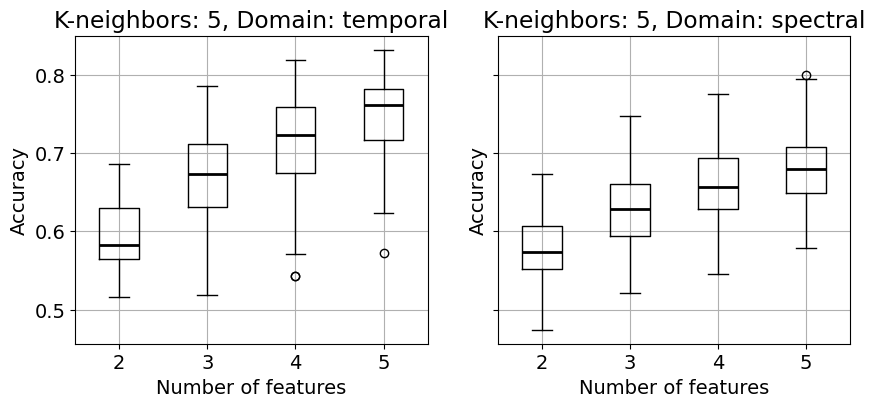 K-neighbors: 5, Domain: temporal
K-neighbors: 5, Domain: spectral
Accuracy
0.8
0.7
0.6
0.5
2 3 4 5
Number of features
Accuracy
2 3 4 5
Number of features